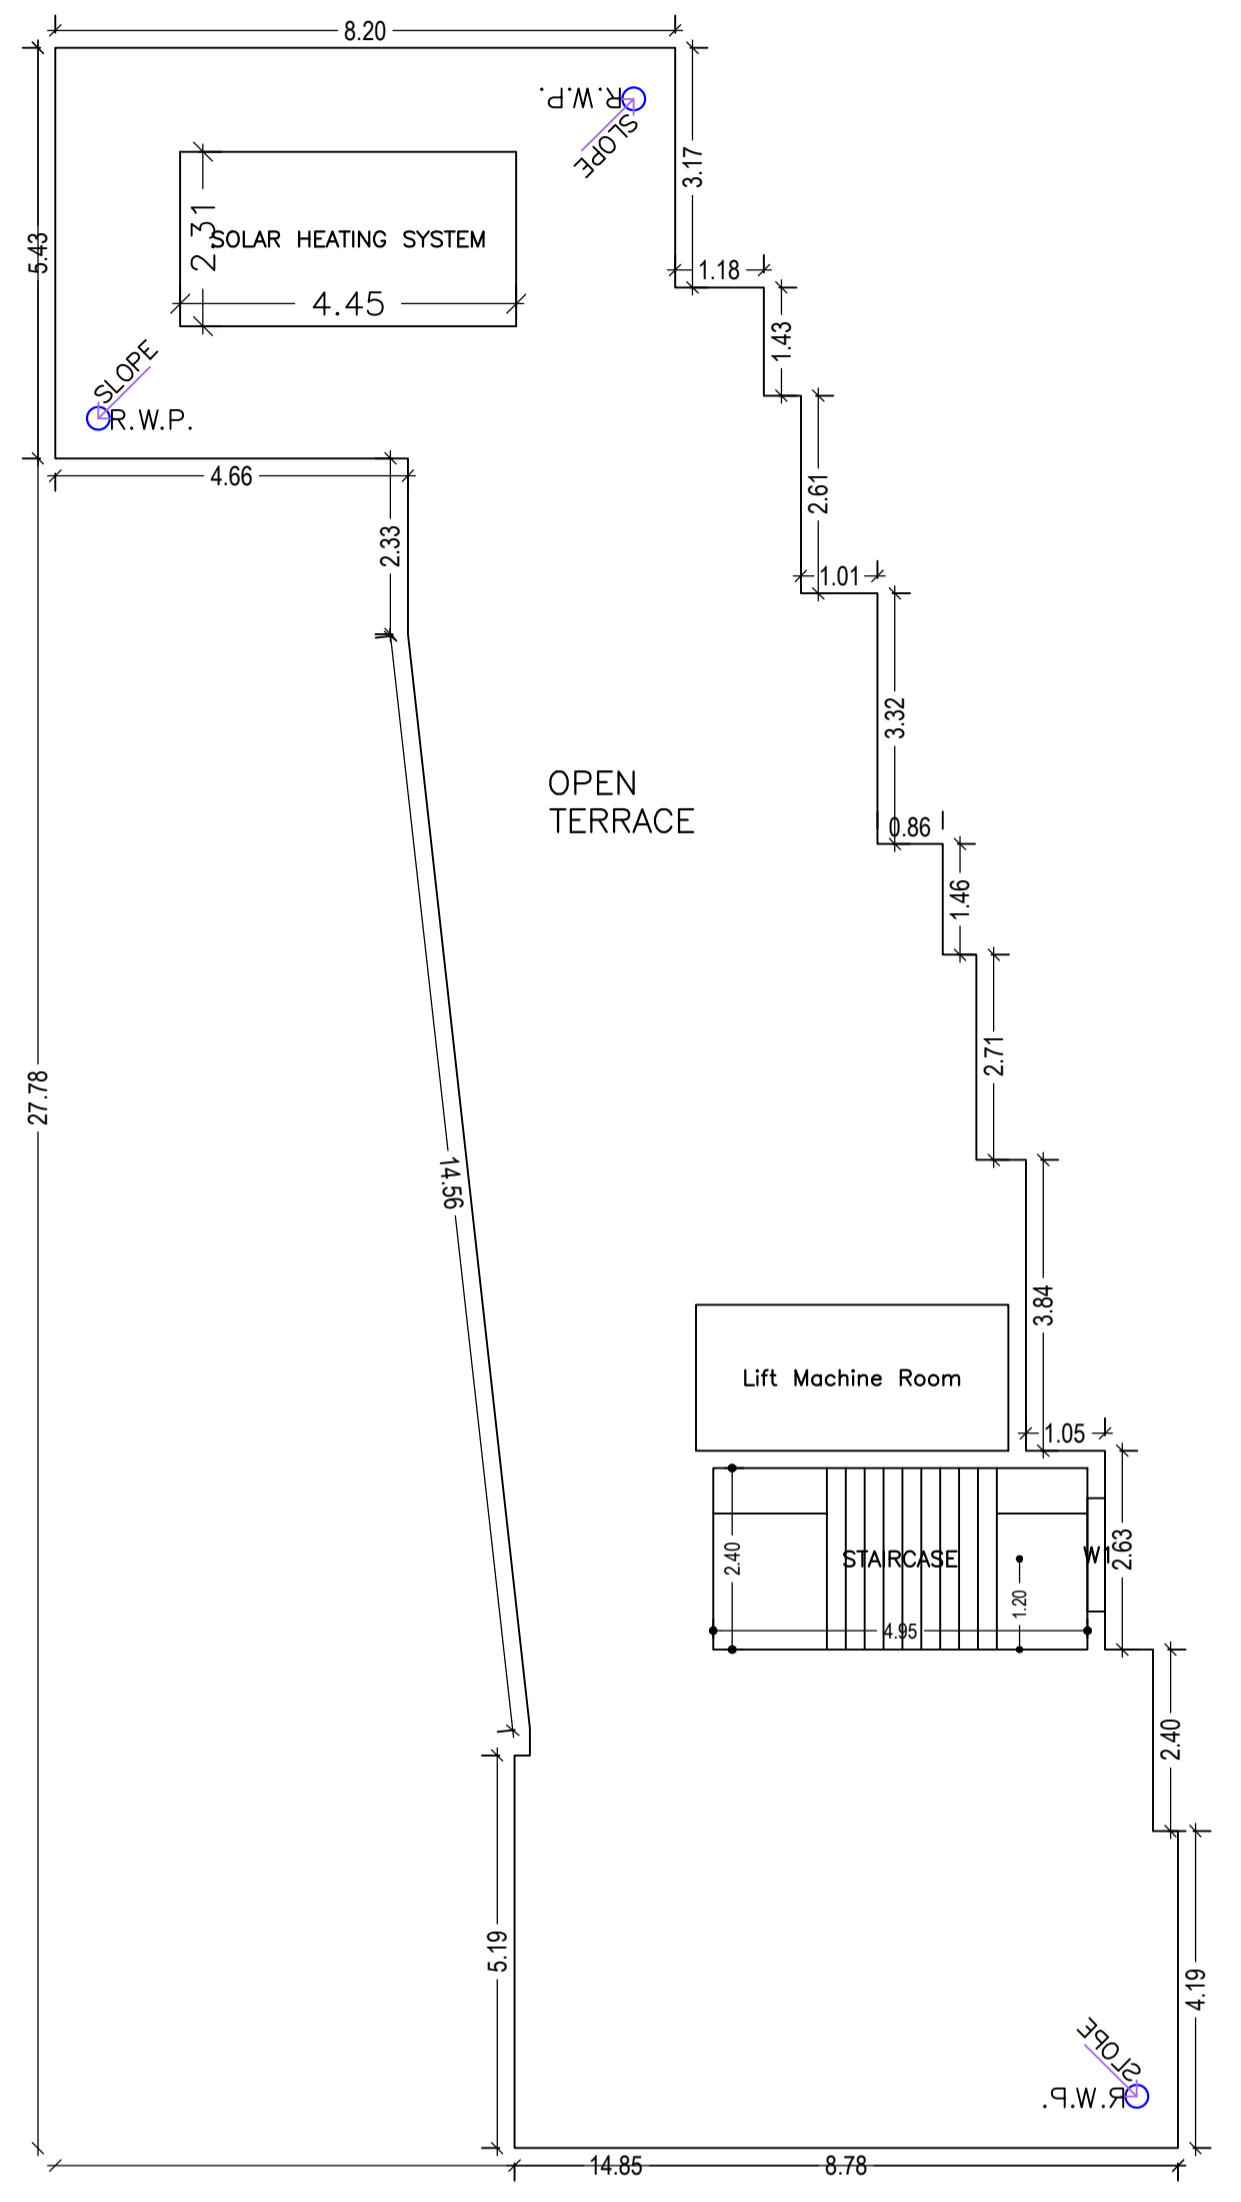 8.20
R.W.P.
SLOPE
3.17
5.43
2.31
SOLAR HEATING SYSTEM
4.45
1.18
1.43
SLOPE
R.W.P.
4.66
2.33
2.61
1.01
3.32
OPEN
TERRACE
0.86
1.46
2.71
27.78
14.56
3.84
Lift Machine Room
1.05
2.40
STAIRCASE
W1
2.63
1.20
4.95
2.40
5.19
4.19
SLOPE
R.W.P.
14.85
8.78